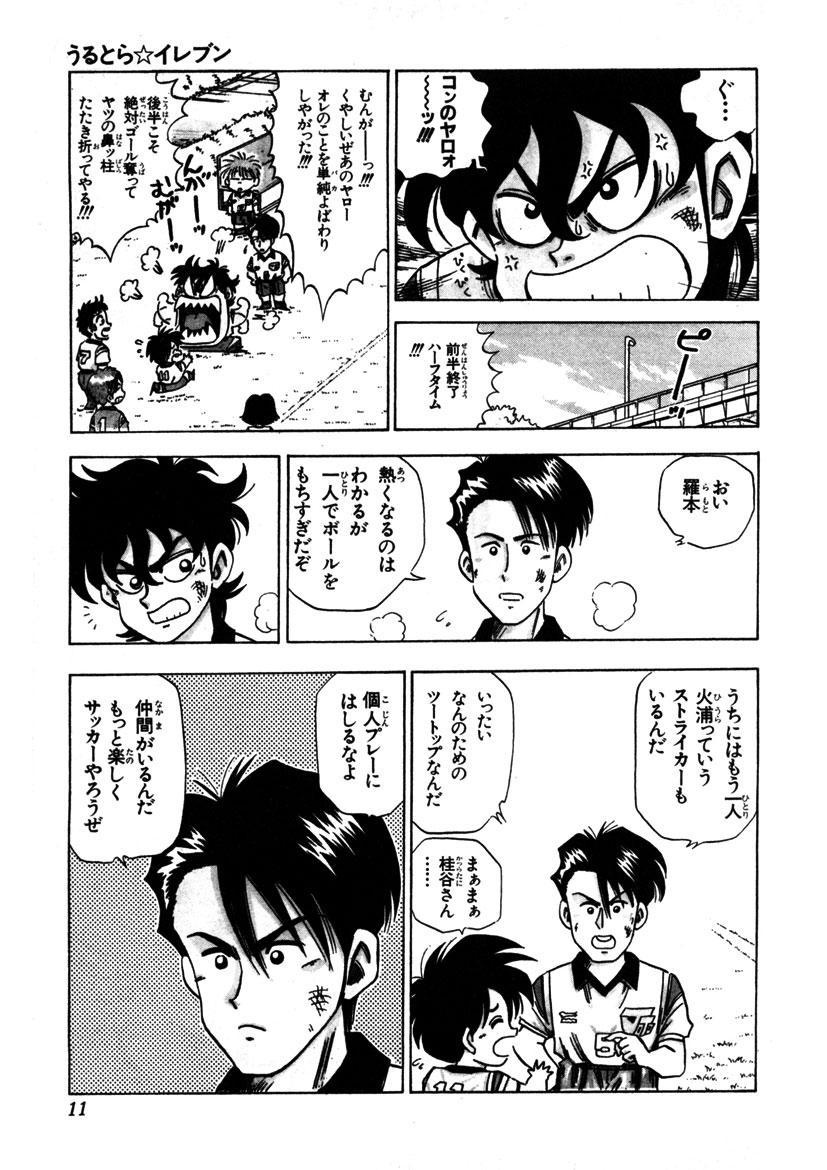 うるとら☆イレブン
ぐ…
コンのヤロォ
〜〜ッ!!!
ぴくぴく
むんが――っ!!!
くやしいぜあのヤロー
オレのことを単純よばわり
しやがった!!!
後半こそ
絶対ゴール奪って
ヤツの鼻ッ柱
たたき折ってやる!!!
んがーー
むがーー
ピーーッ
前半終了
ハーフタイム
!!!
おい
羅本
熱くなるのは
わかるが
一人でボールを
もちすぎだぞ
うちにはもう一人
火浦っていう
ストライカーも
いるんだ
いったい
なんのための
ツートップなんだ
まぁまぁ
桂谷さん
……
個人プレーに
はしるなよ
仲間がいるんだ
もっと楽しく
サッカーやろうぜ
11